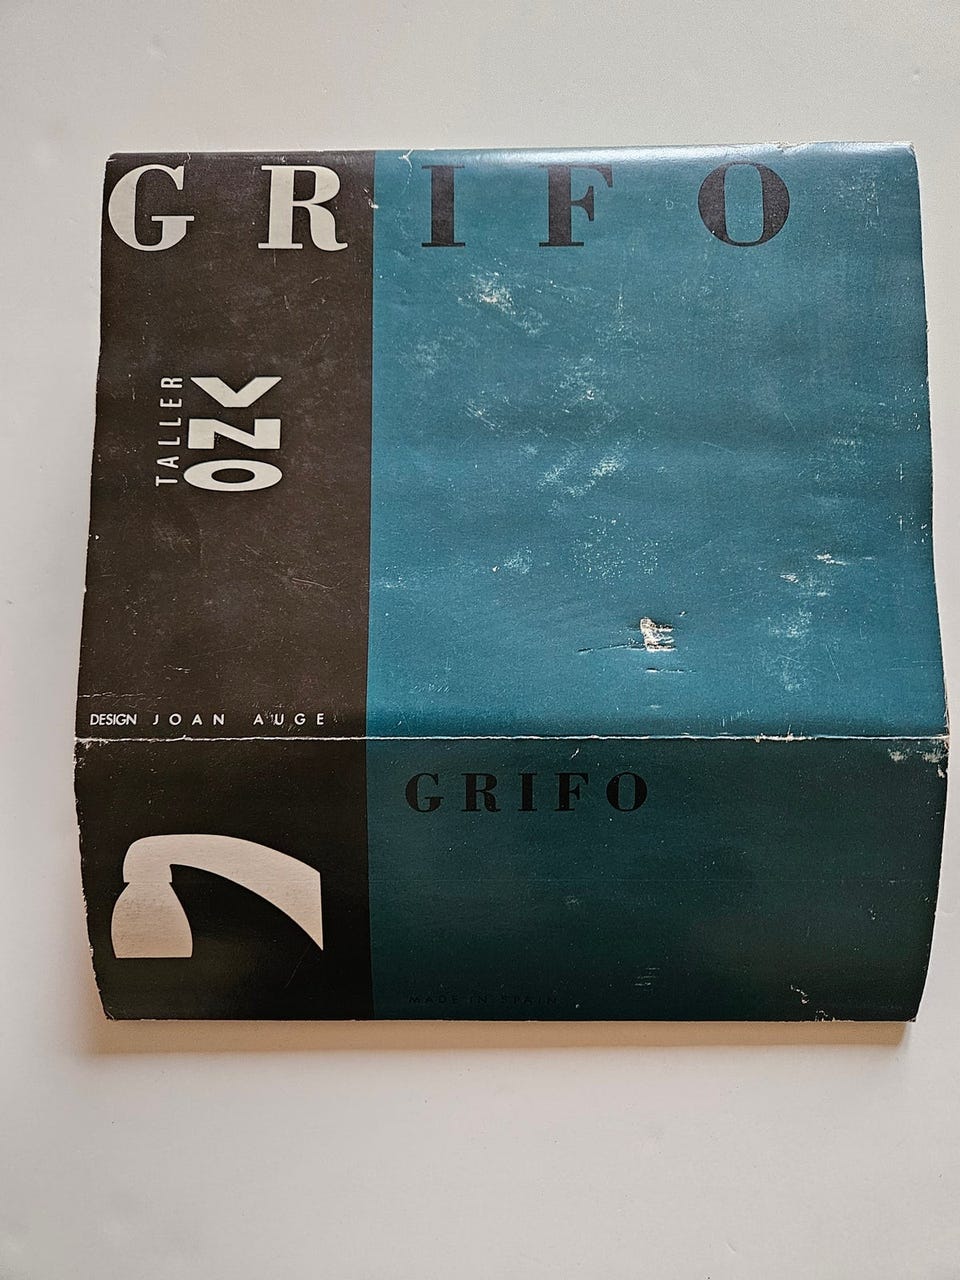 GRIFO
TALLER
UNO
DESIGN JOAN AUGE
GRIFO
MADE IN SPAIN